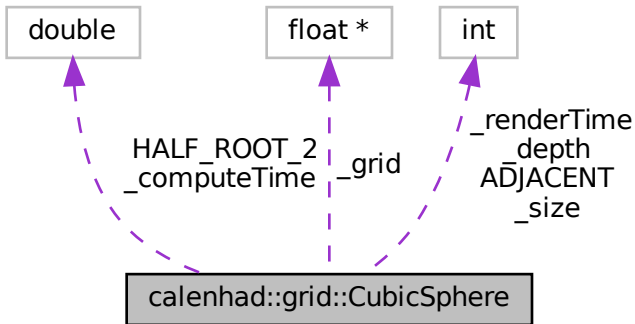 double
float *
int
HALF_ROOT_2
_computeTime
_grid
_renderTime
_depth
ADJACENT
_size
calenhad::grid::CubicSphere